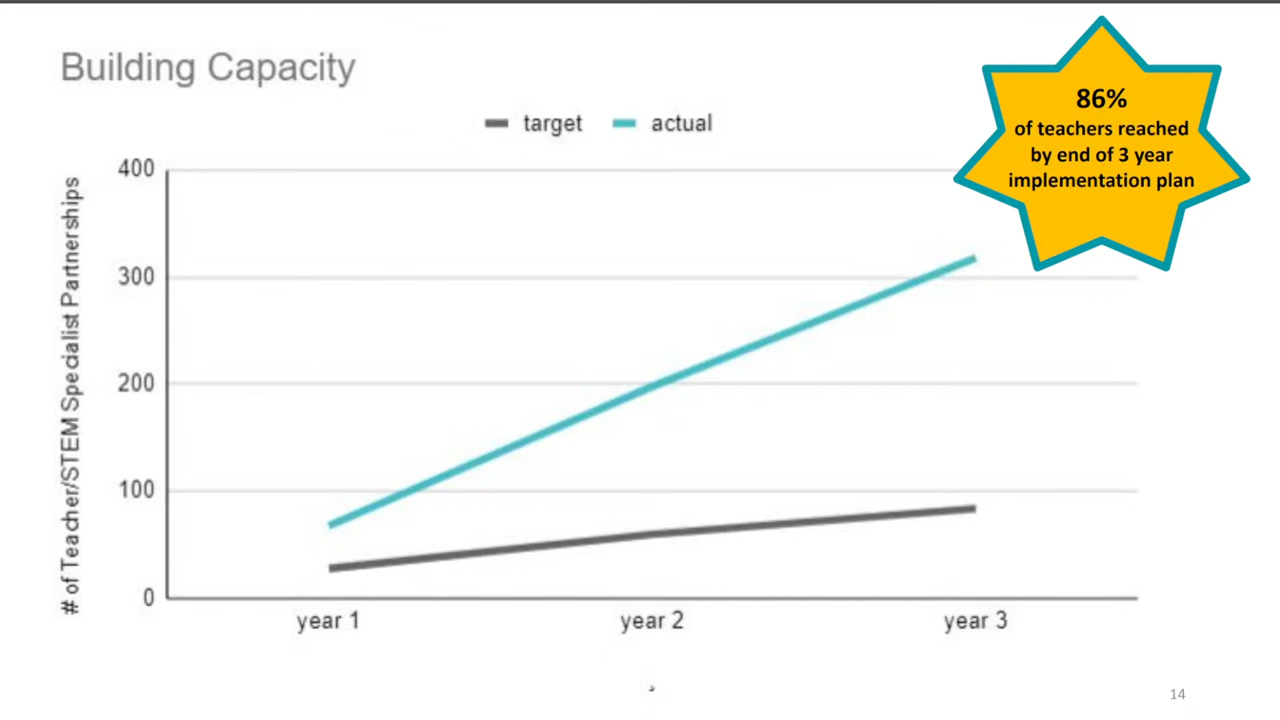 Building Capacity
86%
of teachers reached
by end of 3 year
implementation plan
target
actual
# of Teacher/STEM Specialist Partnerships
400
300
200
100
0
year 1
year 2
year 3
14